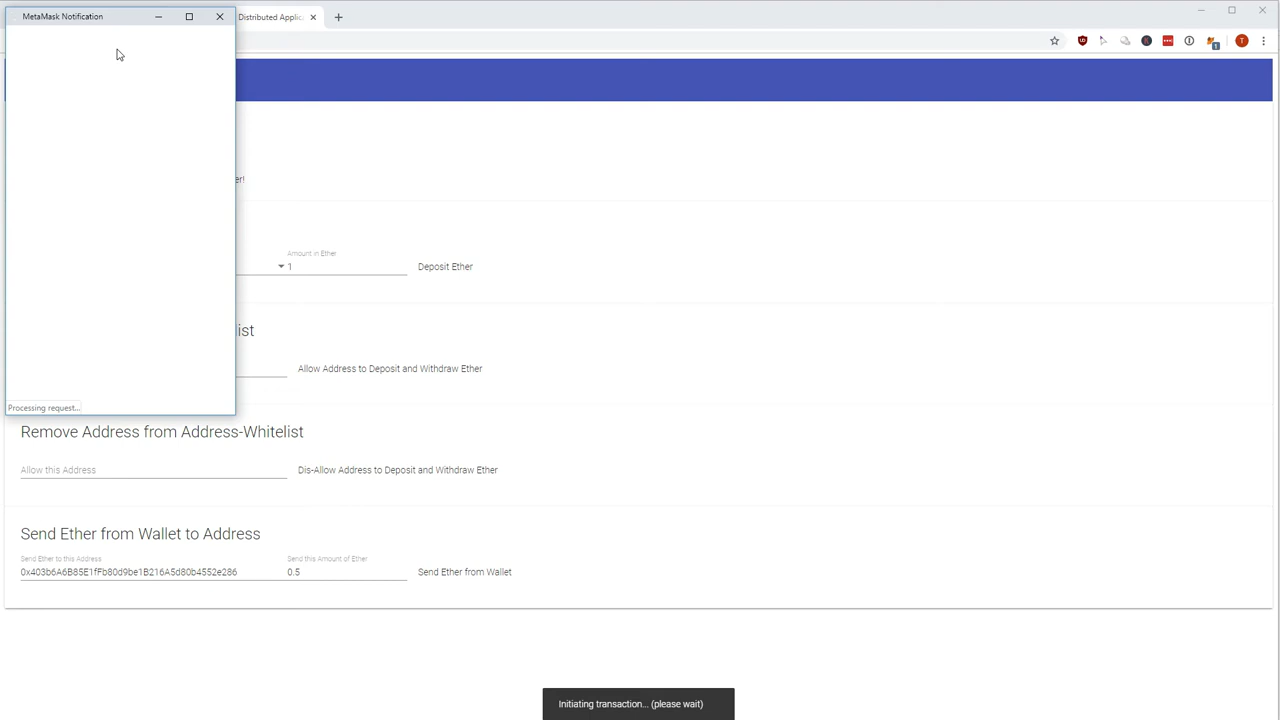 MetaMask Notification
Distributed Applic
1
T
er!
Amount in Ether
1
Deposit Ether
list
Allow Address to Deposit and Withdraw Ether
Processing request...
Remove Address from Address-Whitelist
Allow this Address
Dis-Allow Address to Deposit and Withdraw Ether
Send Ether from Wallet to Address
Send Ether to this Address
Send this Amount of Ether
0x403b6A6B85E1fFb80d9be1B216A5d80b4552e286
0.5
Send Ether from Wallet
Initiating transaction... (please wait)